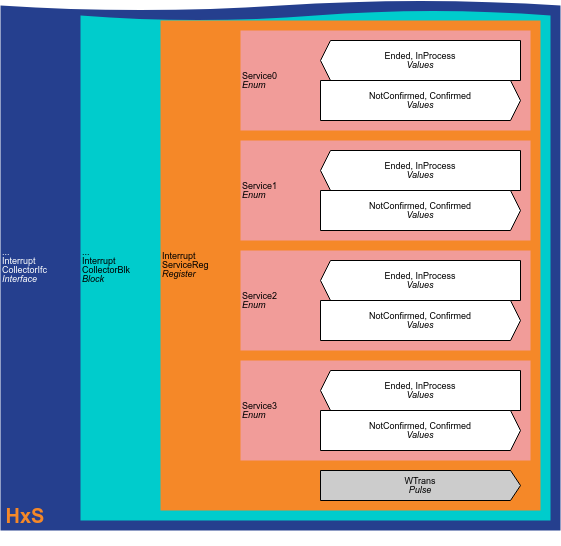 ...
Interrupt
CollectorIfc
Interface
...
Interrupt
CollectorBlk
Block
Interrupt
ServiceReg
Register
Service0
Enum
Ended, InProcess
Values
NotConfirmed, Confirmed
Values
Service1
Enum
Ended, InProcess
Values
NotConfirmed, Confirmed
Values
Service2
Enum
Ended, InProcess
Values
NotConfirmed, Confirmed
Values
Service3
Enum
Ended, InProcess
Values
NotConfirmed, Confirmed
Values
WTrans
Pulse
HxS